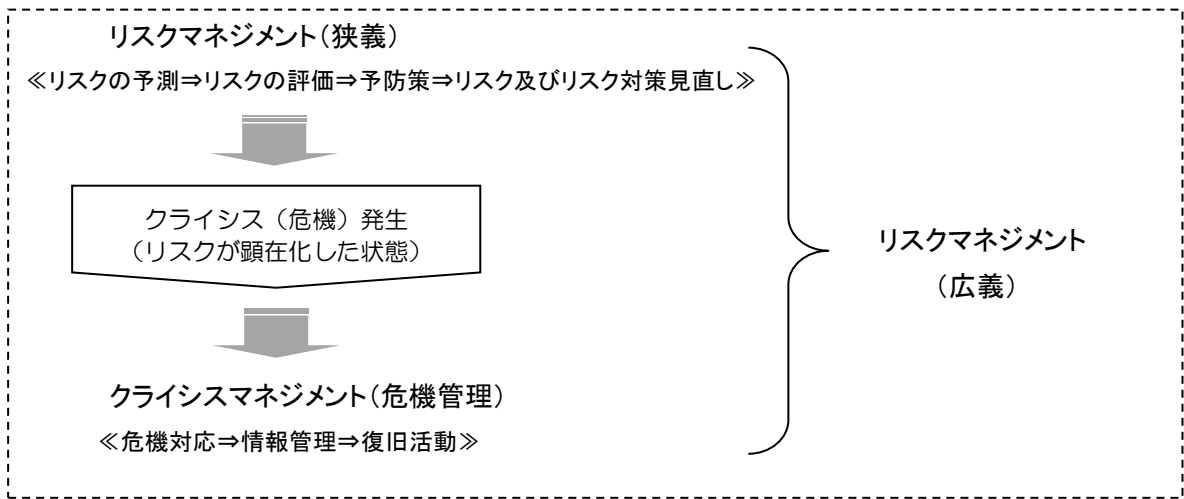 リスクマネジメント（狭義）
≪リスクの予測⇒リスクの評価⇒予防策⇒リスク及びリスク対策見直し≫
クライシス（危機）発生
（リスクが顕在化した状態）
クライシスマネジメント（危機管理）
≪危機対応⇒情報管理⇒復旧活動≫
リスクマネジメント
（広義）